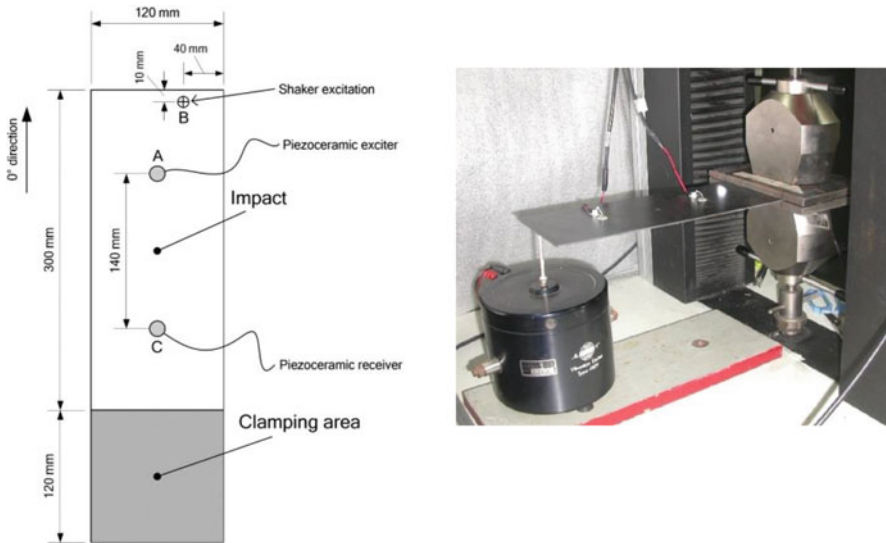 120 mm
40 mm
10 mm
Shaker excitation
B
0° direction
A
Piezoceramic exciter
Impact
300 mm
140 mm
C
Piezoceramic receiver
Clamping area
120 mm